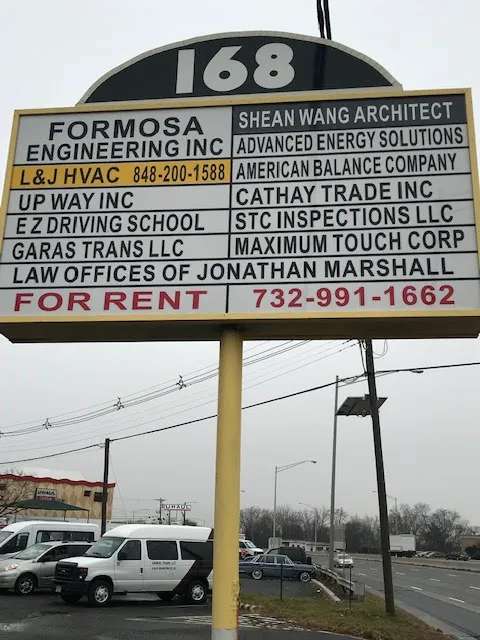 168
FORMOSA
ENGINEERING INC
L&J HVAC 848-200-1588
UP WAY INC
E Z DRIVING SCHOOL
GARAS TRANS LLC
SHEAN WANG ARCHITECT
ADVANCED ENERGY SOLUTIONS
AMERICAN BALANCE COMPANY
CATHAY TRADE INC
STC INSPECTIONS LLC
MAXIMUM TOUCH CORP
LAW OFFICES OF JONATHAN MARSHALL
FOR RENT 732-991-1662
UHAUL
U-HAUL